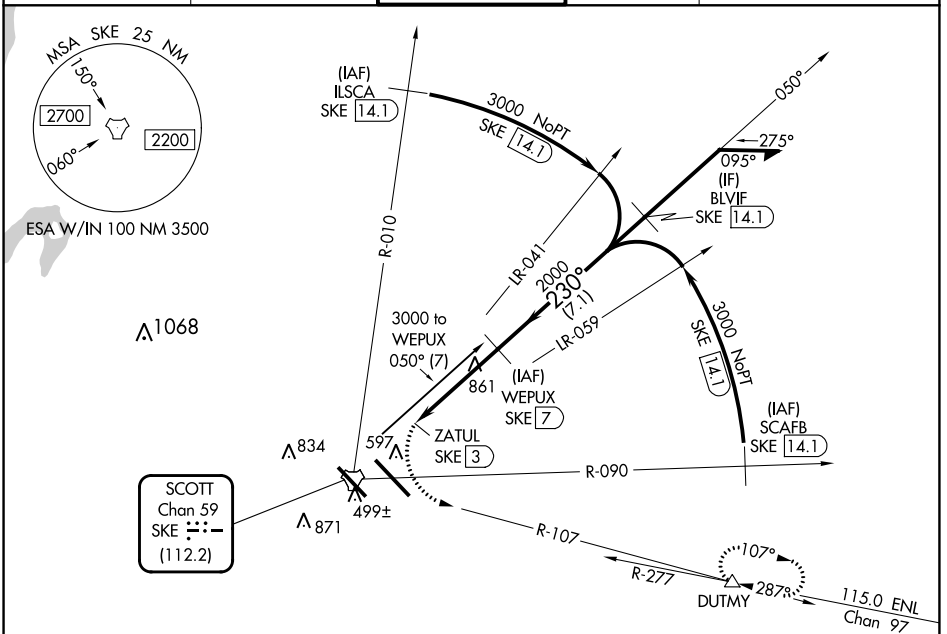 MSA SKE 25 NM
150°
2700
2200
060°
ESA W/IN 100 NM 3500
(IAF)
ILSCA
SKE 14.1
3000 NoPT
SKE 14.1
050°
275°
095°
(IF)
BLVIF
SKE 14.1
R-010
LR-041
2000
230°
(7.1)
LR-059
3000 NoPT
SKE 14.1
1068
3000 to
WEPUX
050° (7)
861
(IAF)
WEPUX
SKE 7
(IAF)
SCAFB
SKE 14.1
834
597
ZATUL
SKE 3
R-090
SCOTT
Chan 59
SKE
(112.2)
499±
871
R-107
R-277
107°
287°
DUTMY
115.0 ENL
Chan 97